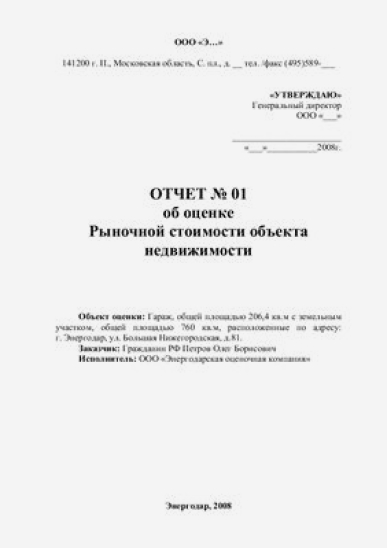 ООО «Э…»
141200 г. П., Московская область, С. пл., д. __ тел. /факс (495)589-___
«УТВЕРЖДАЮ»
Генеральный директор
ООО «___»
«___»___________2008г.
ОТЧЕТ № 01
об оценке
Рыночной стоимости объекта
недвижимости
Объект оценки: Гараж, общей площадью 206,4 кв.м с земельным
участком, общей площадью 760 кв.м, расположенные по адресу:
г. Энергодар, ул. Большая Нижегородская, д.81.
Заказчик: Гражданин РФ Петров Олег Борисович
Исполнитель: ООО «Энергодарская оценочная компания»
Энергодар, 2008